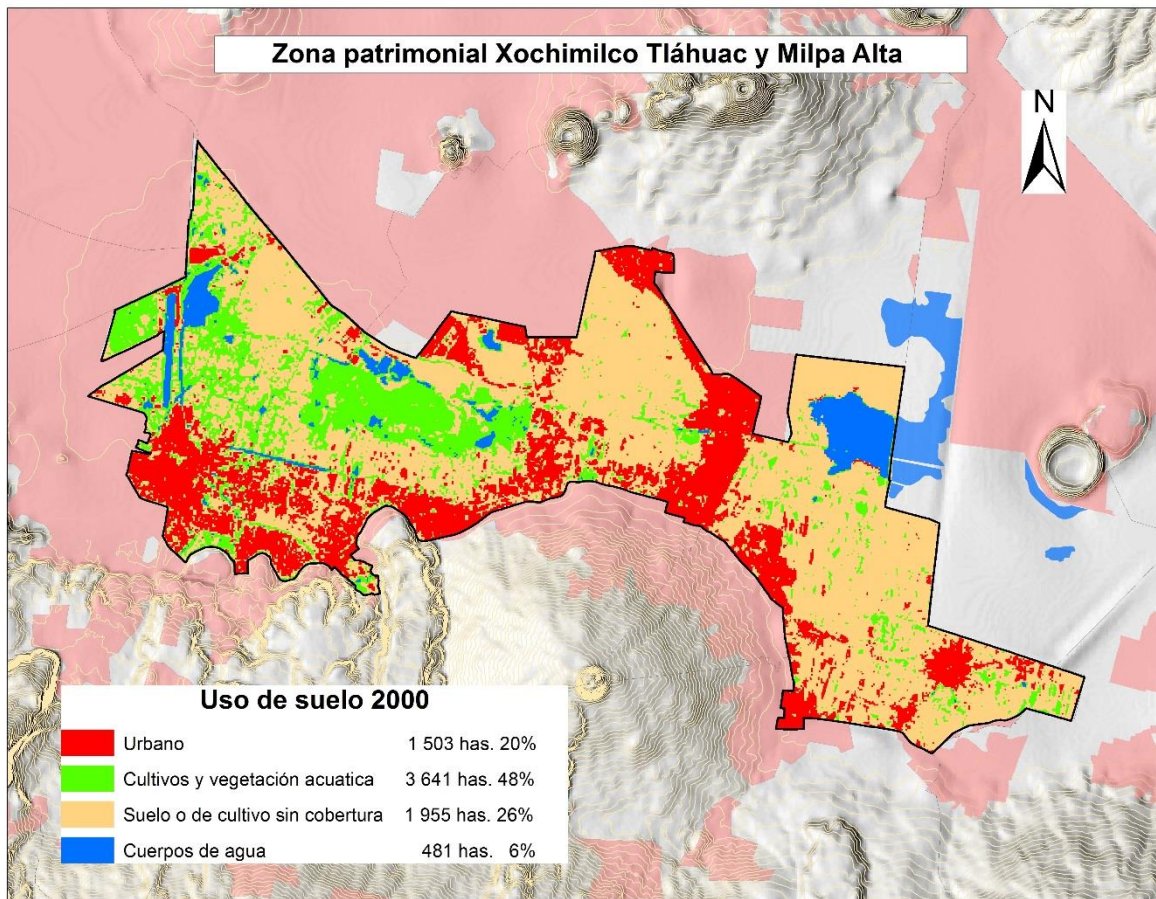 Zona patrimonial Xochimilco Tláhuac y Milpa Alta
N
Uso de suelo 2000
Urbano 1 503 has. 20%
Cultivos y vegetación acuatica 3 641 has. 48%
Suelo o de cultivo sin cobertura 1 955 has. 26%
Cuerpos de agua 481 has. 6%